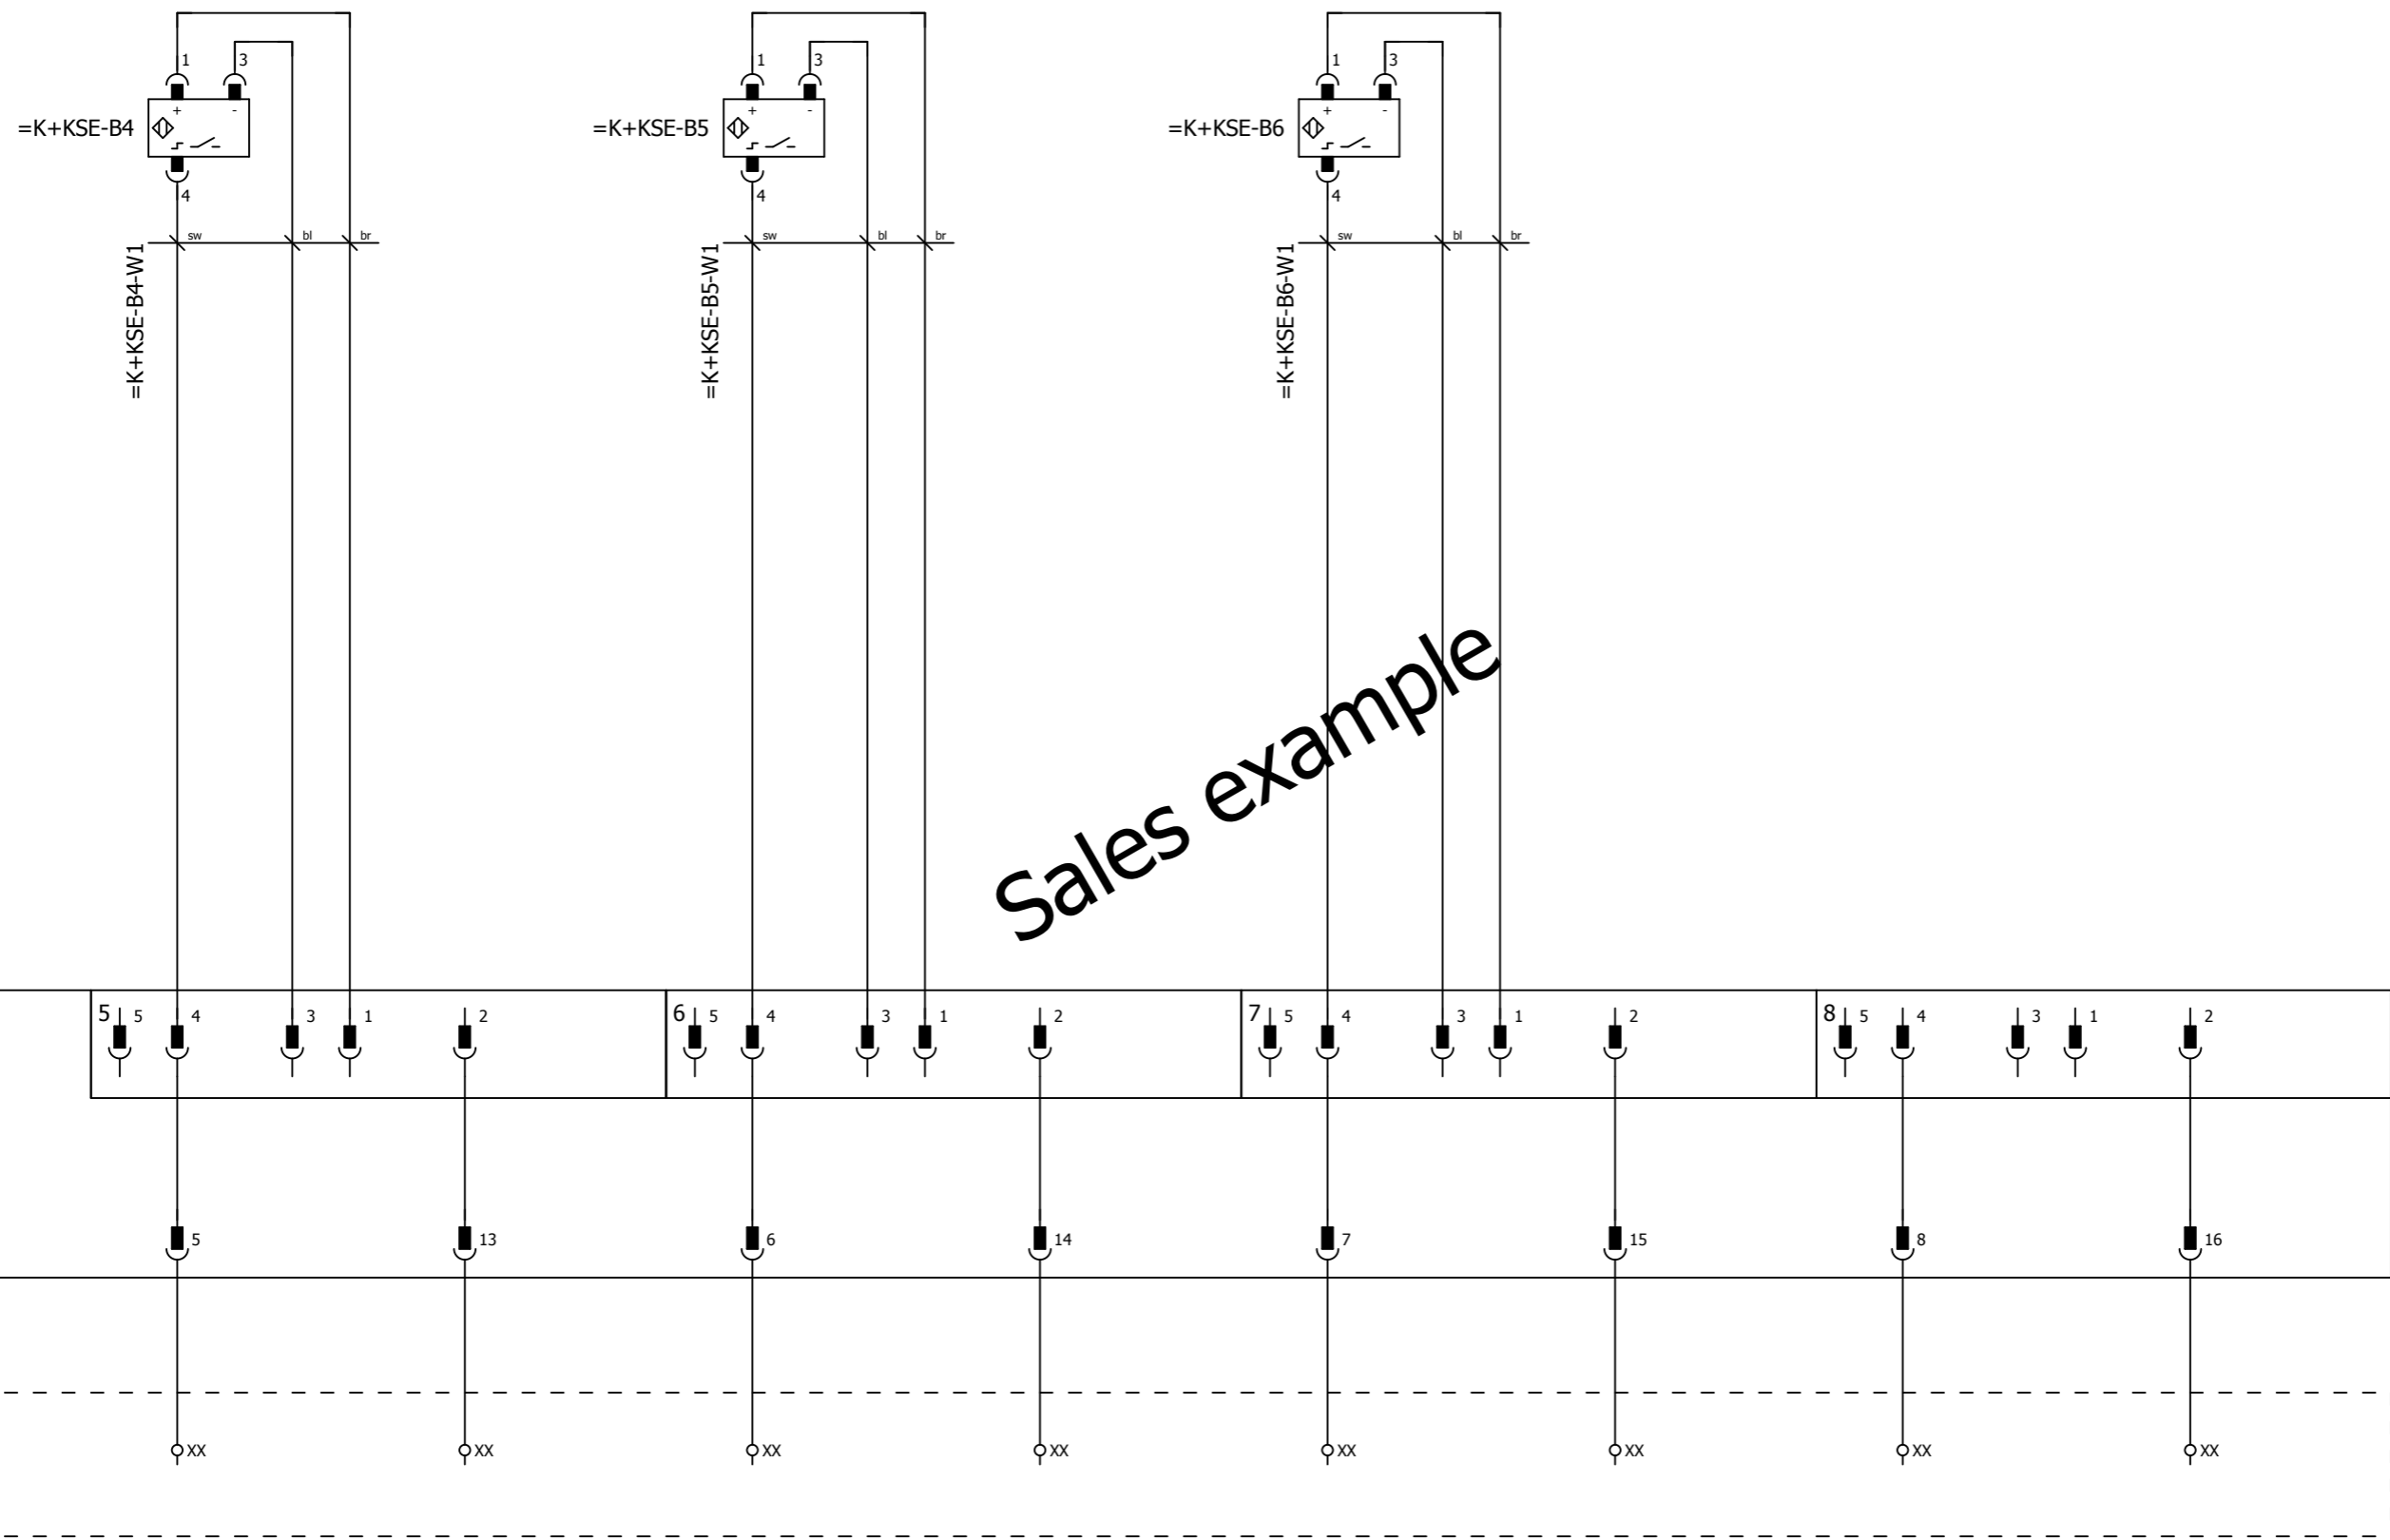 1 3 1 3 1 3
+ - + - + -
=K+KSE-B4 =K+KSE-B5 =K+KSE-B6
4 4 4
sw bl br sw bl br sw bl br
=K+KSE-B4-W1
=K+KSE-B5-W1
=K+KSE-B6-W1
Sales example
5 5 4 3 1 2 6 5 4 3 1 2 7 5 4 3 1 2 8 5 4 3 1 2
5 13 6 14 7 15 8 16
XX XX XX XX XX XX XX XX